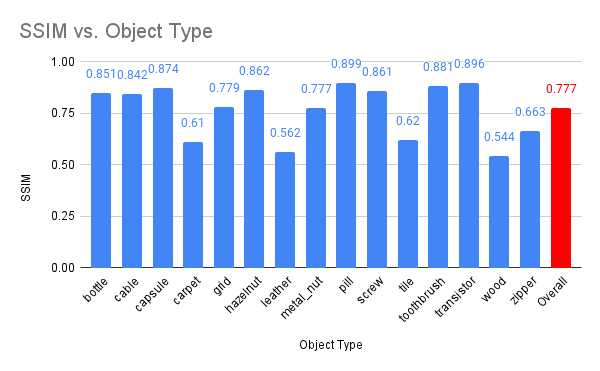 SSIM vs. Object Type
SSIM
1.00
0.75
0.50
0.25
0.00
0.851
0.842
0.874
0.61
0.779
0.862
0.562
0.777
0.899
0.861
0.62
0.881
0.896
0.544
0.663
0.777
bottle
cable
capsule
carpet
grid
hazelnut
leather
metal_nut
pill
screw
tile
toothbrush
transistor
wood
zipper
Overall
Object Type